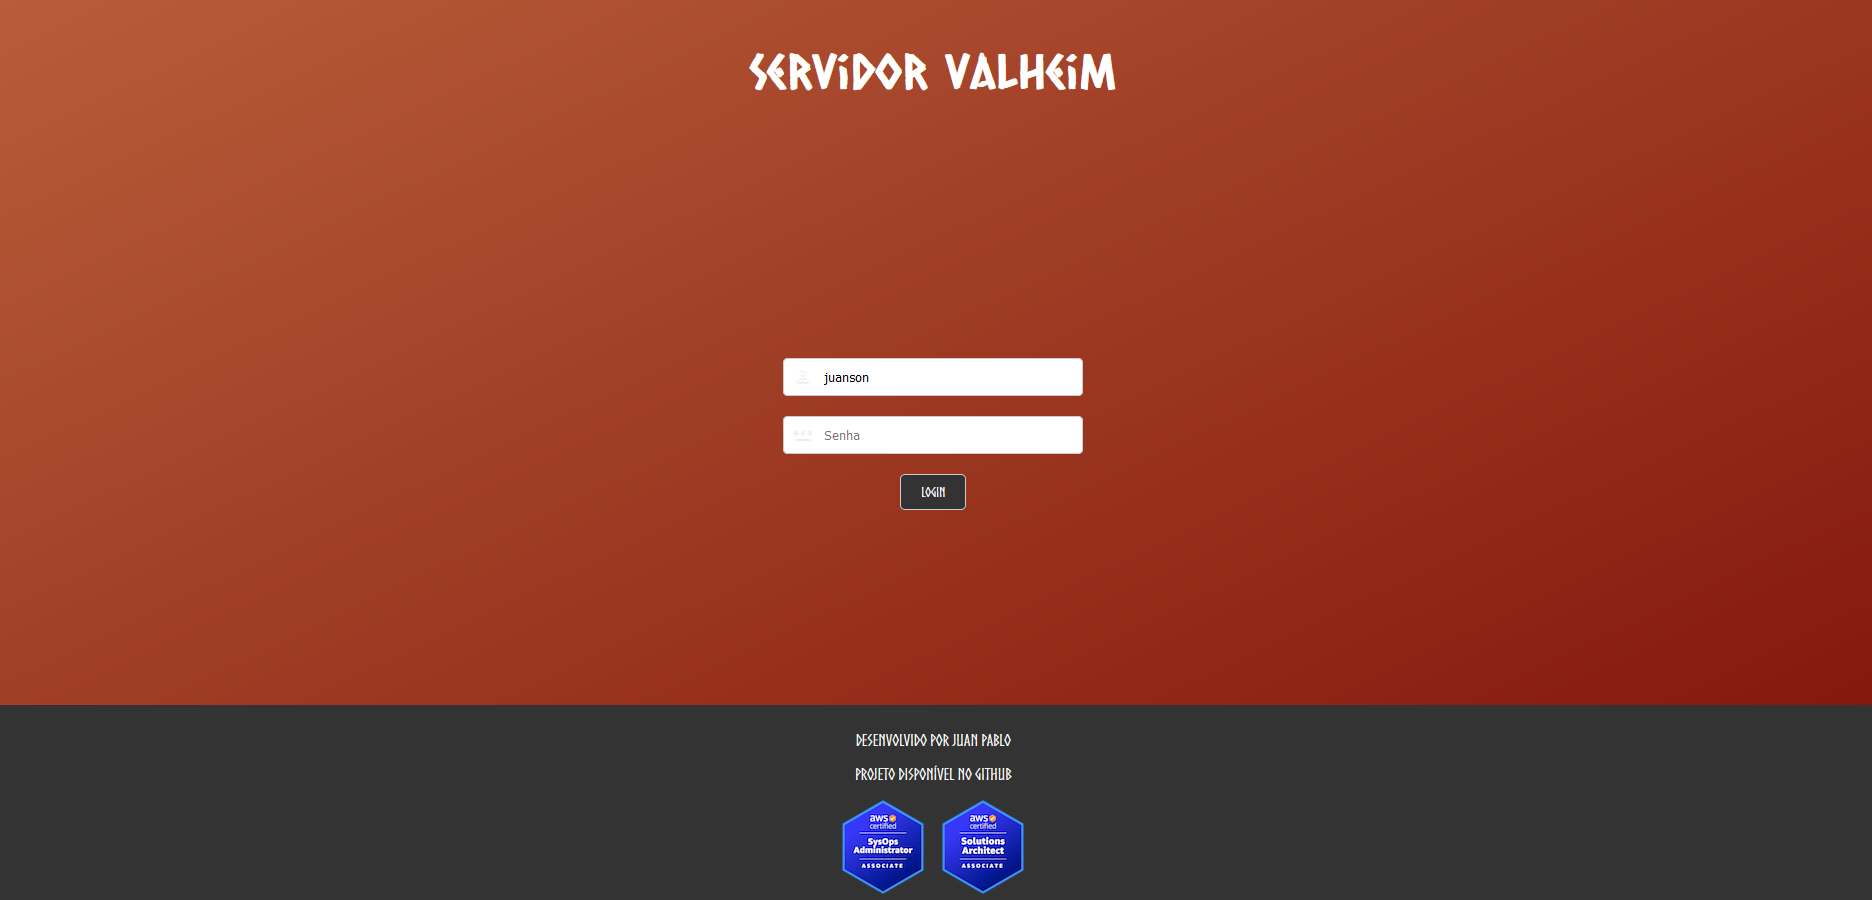 SERViDOR VALHEiM
juanson
Senha
LOGIN
DESENVOLVIDO POR JUAN PABLO
PROJETO DISPONÍVEL NO GITHUB
aws
certified
SysOps
Administrator
ASSOCIATE
aws
certified
Solutions
Architect
ASSOCIATE